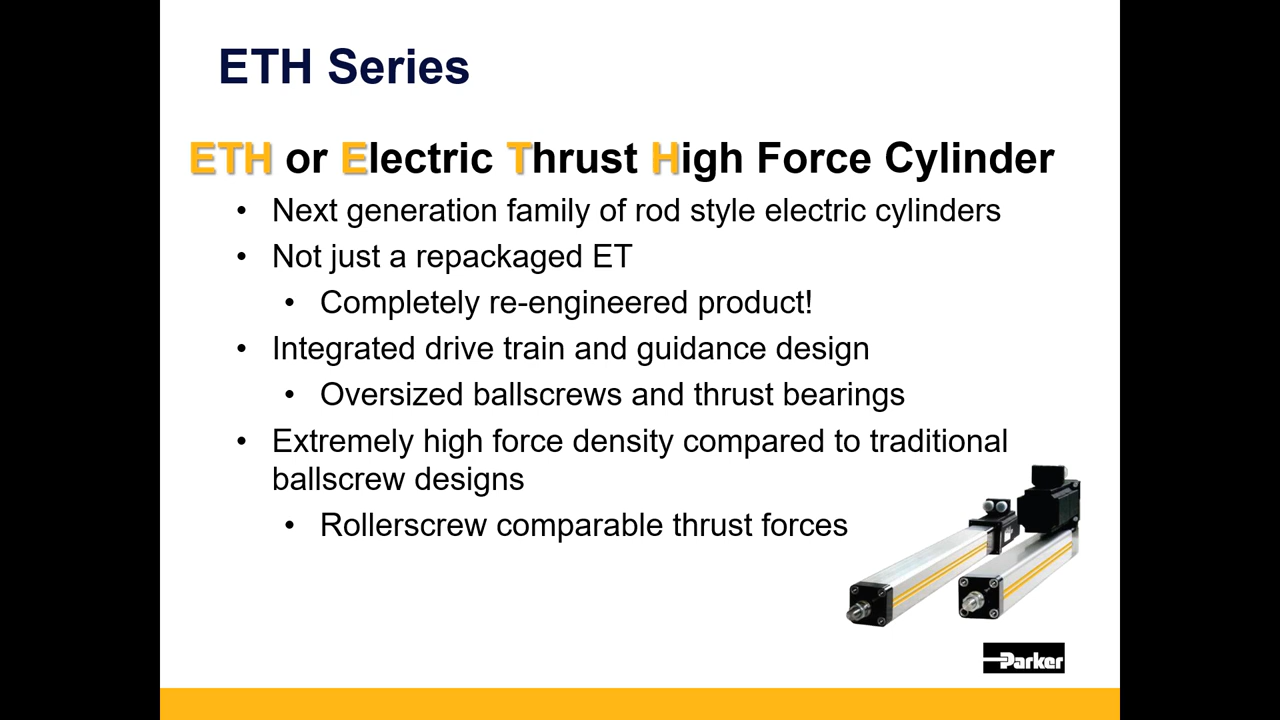 ETH Series
ETH or Electric Thrust High Force Cylinder
• Next generation family of rod style electric cylinders
• Not just a repackaged ET
• Completely re-engineered product!
• Integrated drive train and guidance design
• Oversized ballscrews and thrust bearings
• Extremely high force density compared to traditional
ballscrew designs
• Rollerscrew comparable thrust forces
Parker